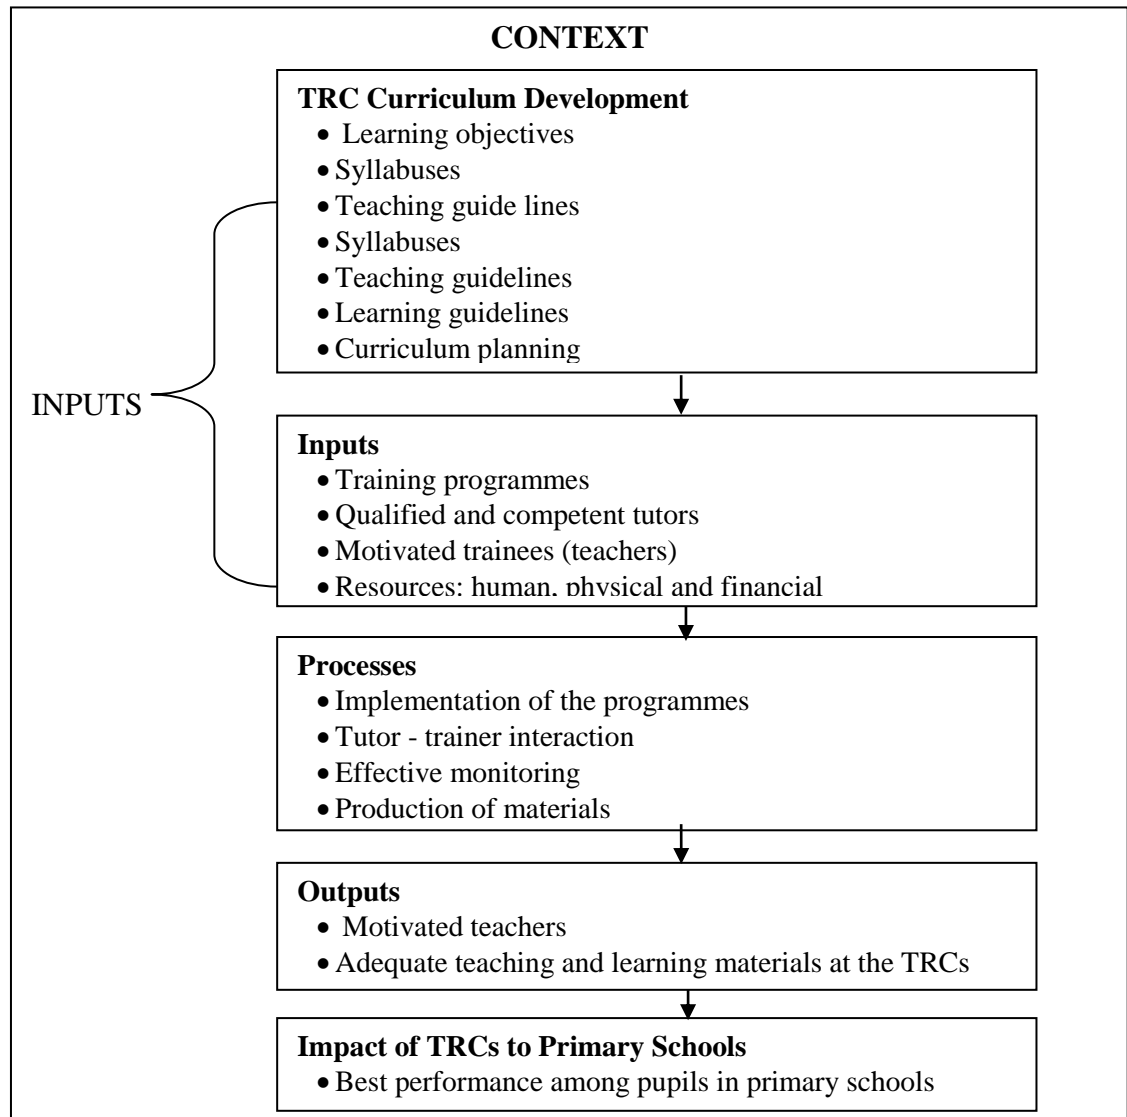 CONTEXT
TRC Curriculum Development
• Learning objectives
• Syllabuses
• Teaching guide lines
• Syllabuses
• Teaching guidelines
• Learning guidelines
• Curriculum planning
INPUTS
Inputs
• Training programmes
• Qualified and competent tutors
• Motivated trainees (teachers)
• Resources: human, physical and financial
Processes
• Implementation of the programmes
• Tutor - trainer interaction
• Effective monitoring
• Production of materials
Outputs
• Motivated teachers
• Adequate teaching and learning materials at the TRCs
Impact of TRCs to Primary Schools
• Best performance among pupils in primary schools